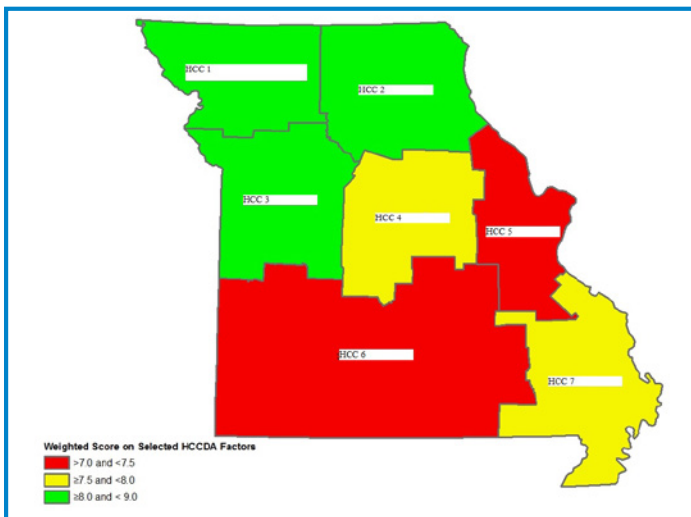 HCC 1
HCC 2
HCC 3
HCC 4
HCC 5
HCC 6
HCC 7
Weighted Score on Selected HCCDA Factors
>7.0 and <7.5
≥7.5 and <8.0
≥8.0 and < 9.0